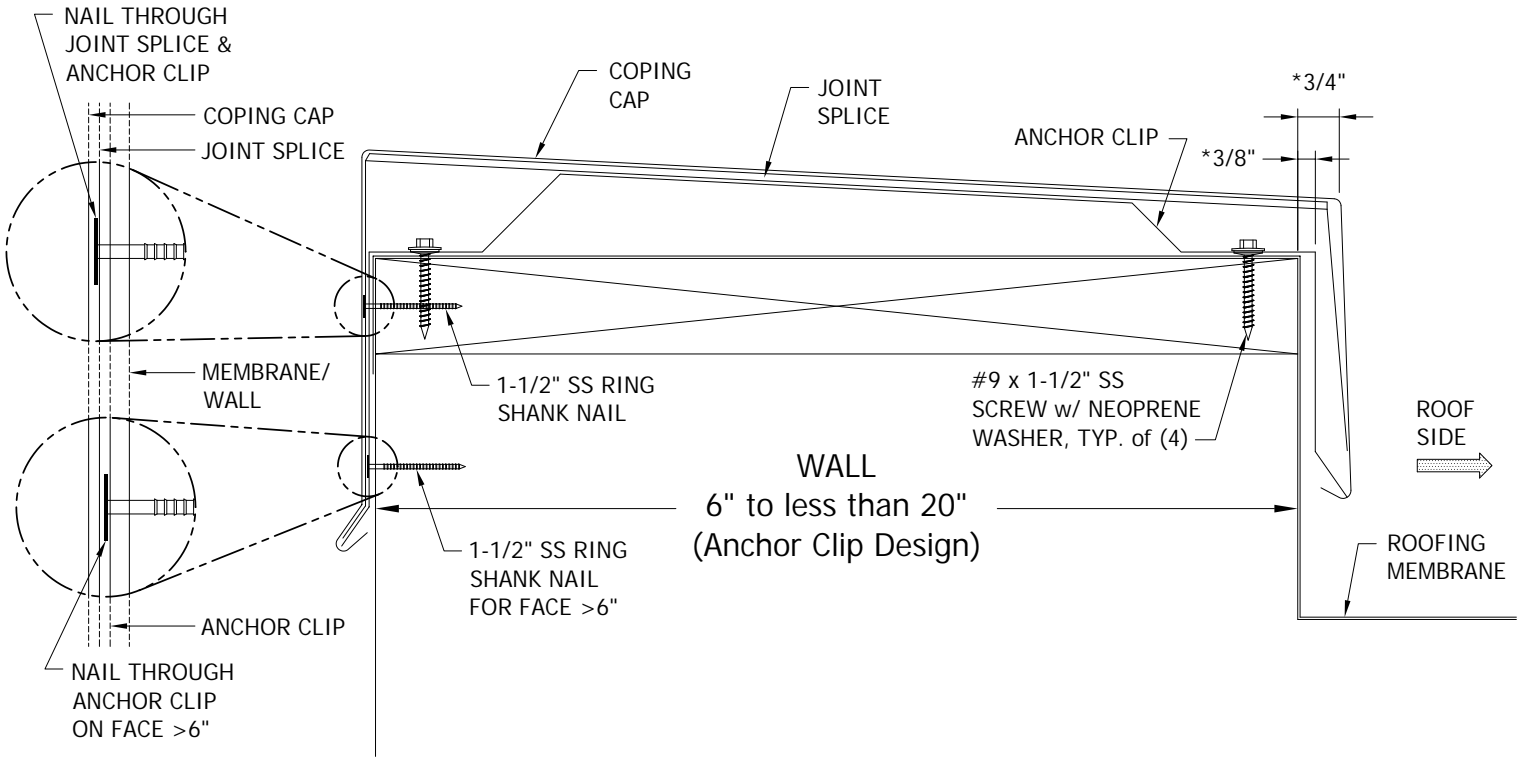 NAIL THROUGH
JOINT SPLICE &
ANCHOR CLIP
COPING CAP
JOINT SPLICE
COPING
CAP
JOINT
SPLICE
ANCHOR CLIP
*3/4"
*3/8"
MEMBRANE/
WALL
1-1/2" SS RING
SHANK NAIL
#9 x 1-1/2" SS
SCREW w/ NEOPRENE
WASHER, TYP. of (4)
ROOF
SIDE
WALL
6" to less than 20"
(Anchor Clip Design)
1-1/2" SS RING
SHANK NAIL
FOR FACE >6"
ROOFING
MEMBRANE
ANCHOR CLIP
NAIL THROUGH
ANCHOR CLIP
ON FACE >6"